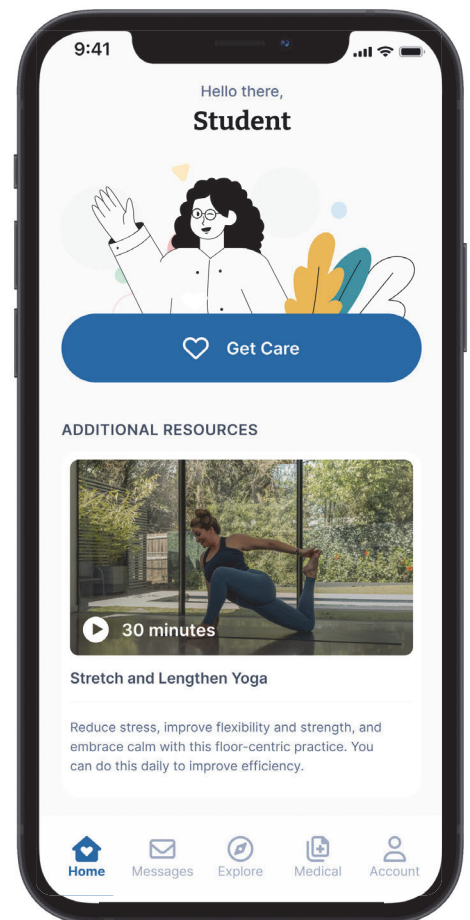 9:41
Hello there,
Student
Get Care
ADDITIONAL RESOURCES
30 minutes
Stretch and Lengthen Yoga
Reduce stress, improve flexibility and strength, and
embrace calm with this floor-centric practice. You
can do this daily to improve efficiency.
Home Messages Explore Medical Account